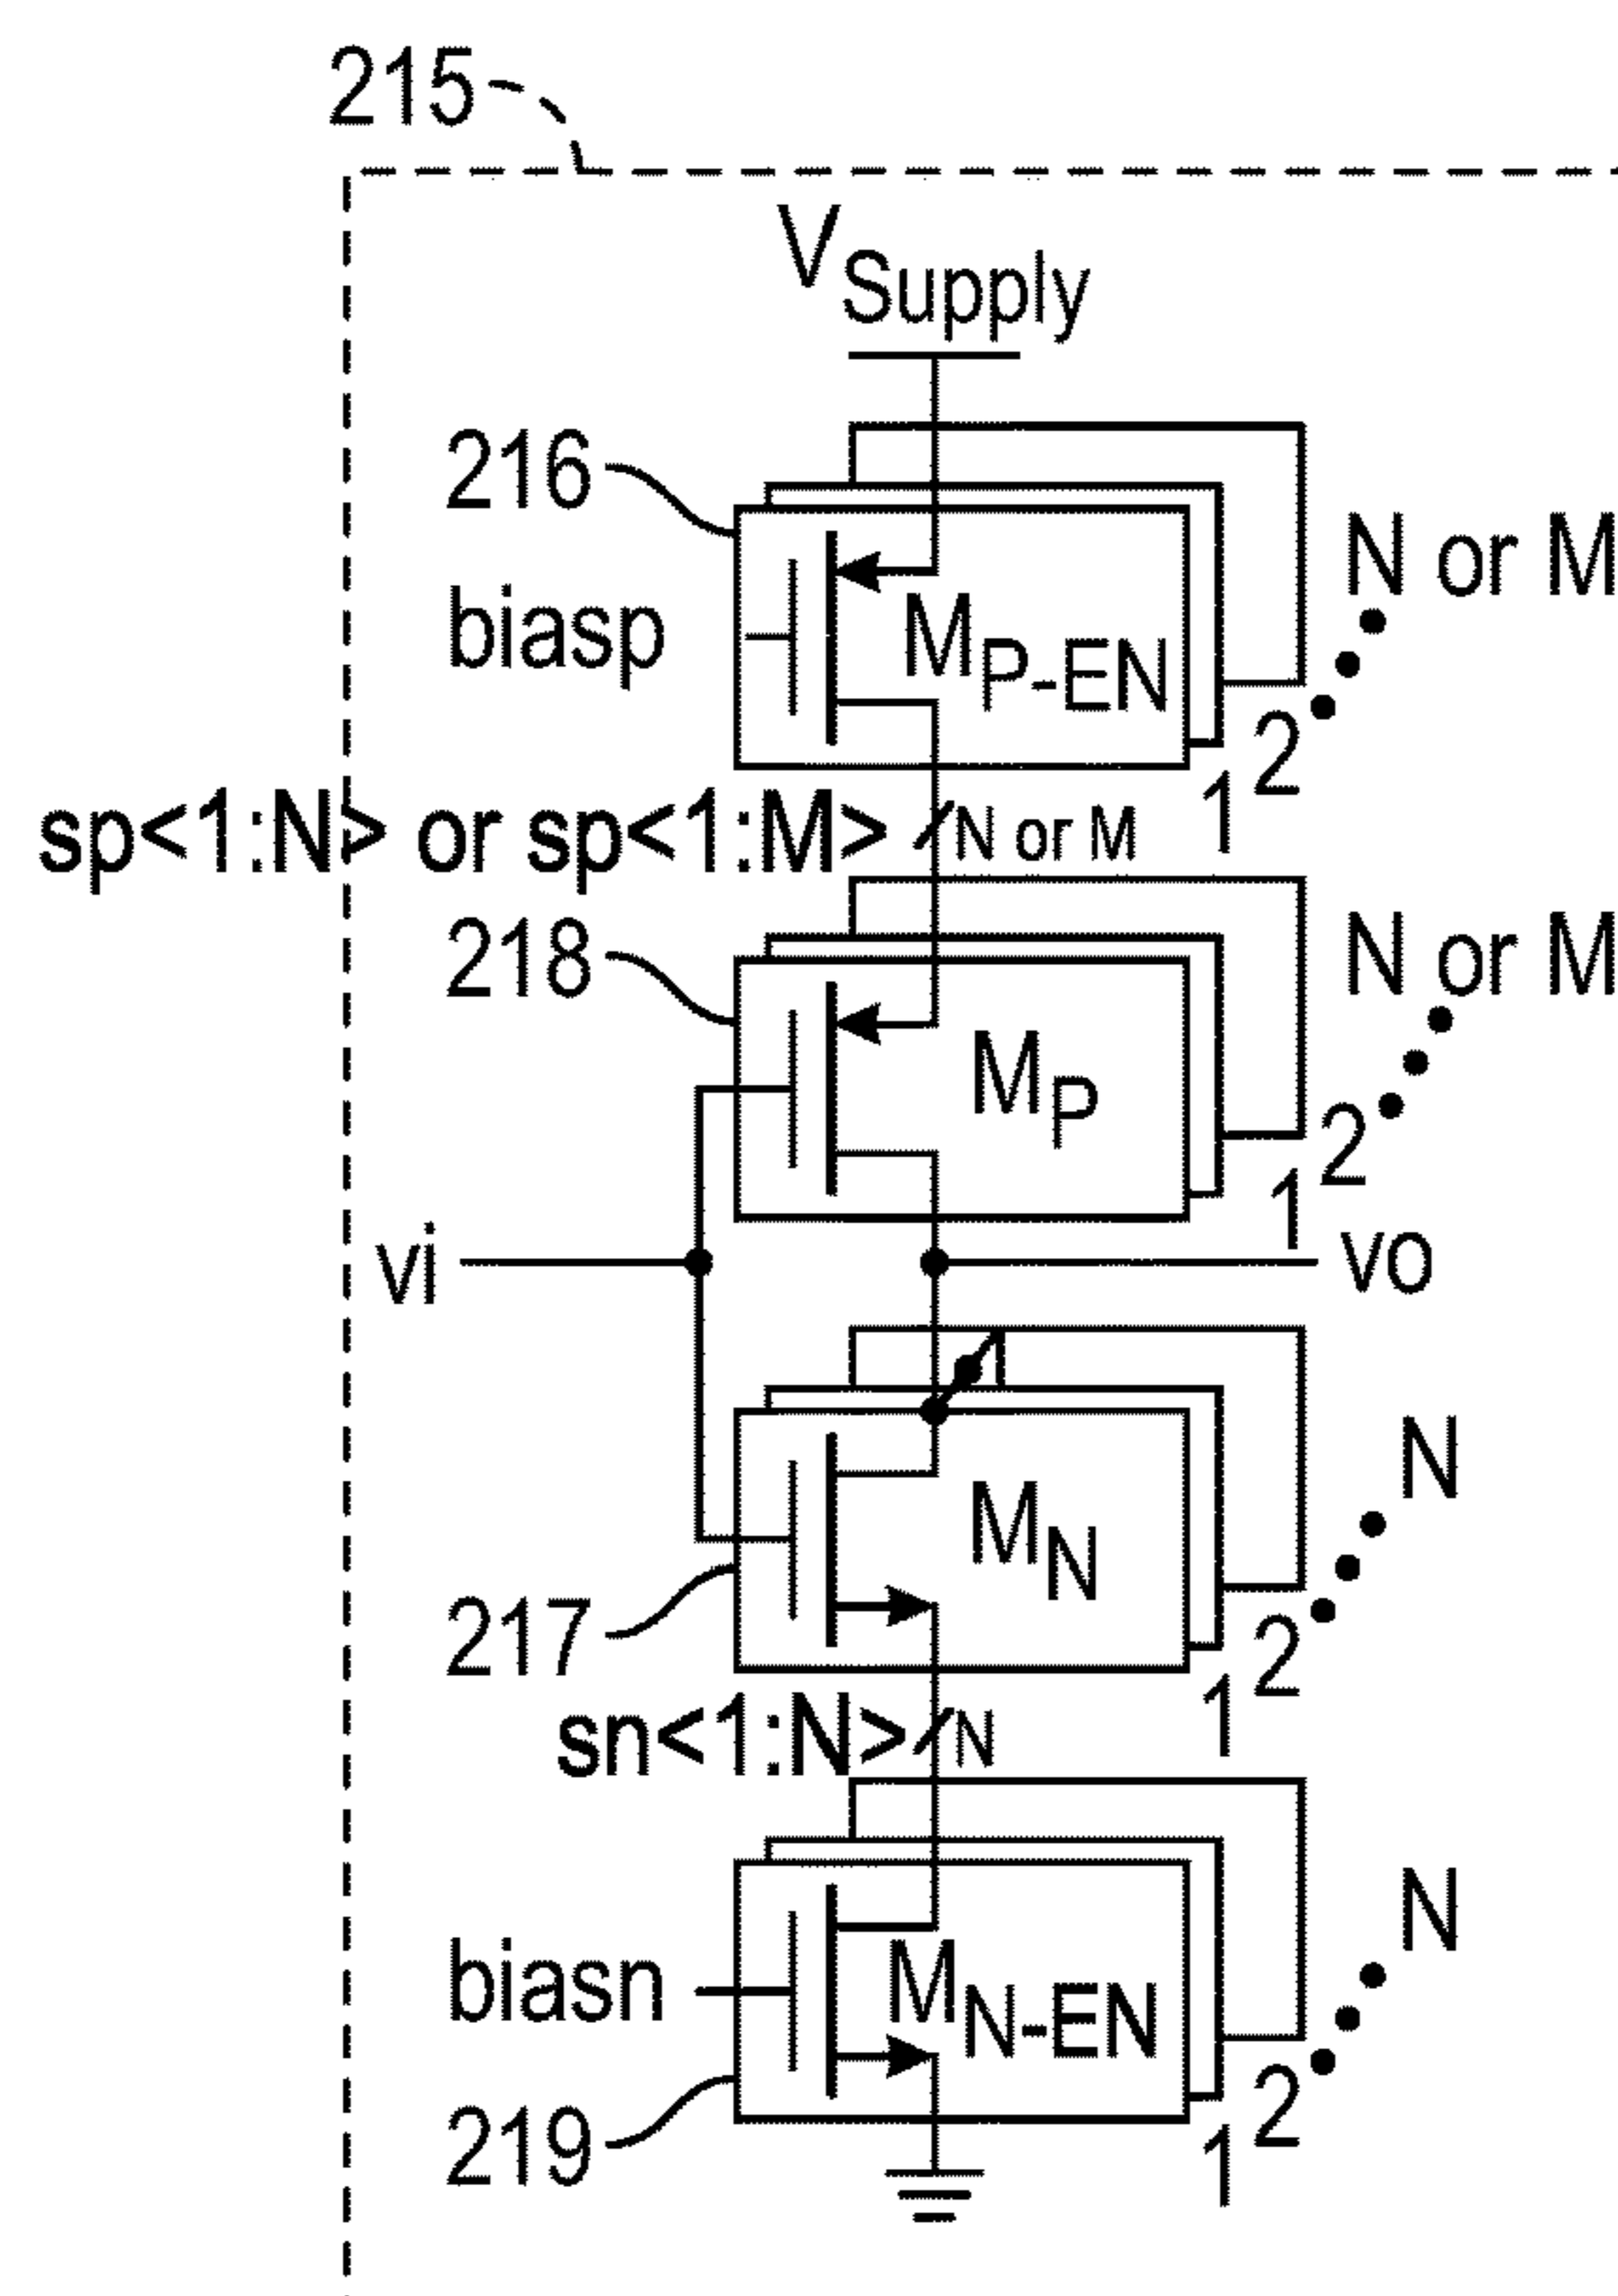 215
VSupply
216
N or M
biasp
MP-EN
2
1
sp<1:N> or sp<1:M>
N or M
218
N or M
MP
2
1
vi
vo
N
MN
217
2
1
sn<1:N>
N
N
biasn
MN-EN
2
219
1